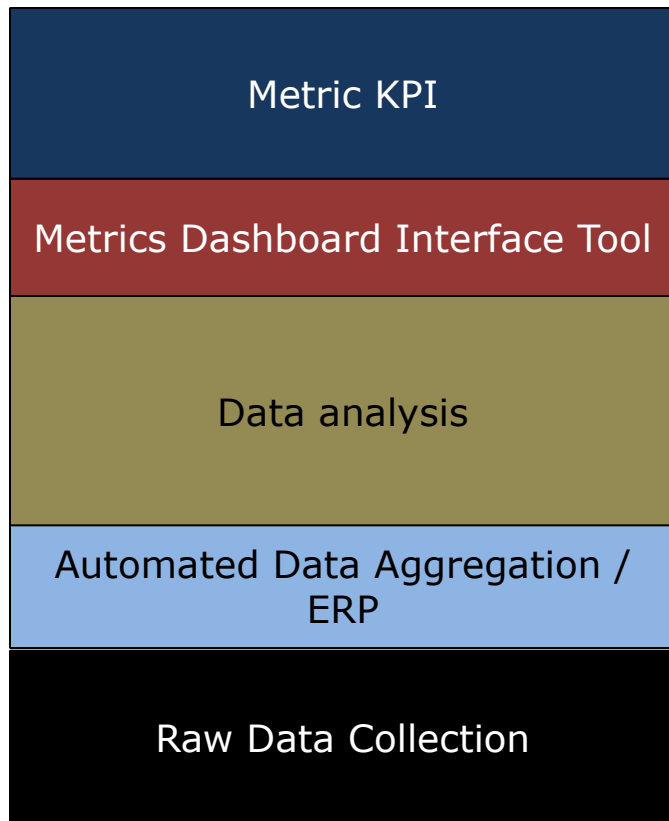 Metric KPI
Metrics Dashboard Interface Tool
Data analysis
Automated Data Aggregation /
ERP
Raw Data Collection